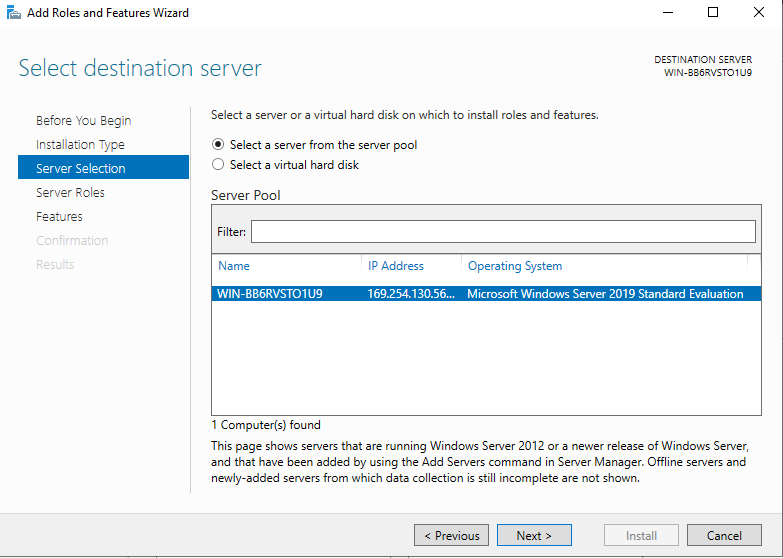 Add Roles and Features Wizard
Select destination server
DESTINATION SERVER
WIN-BB6RVSTO1U9
Before You Begin
Installation Type
Server Selection
Server Roles
Features
Confirmation
Results
Select a server or a virtual hard disk on which to install roles and features.
Select a server from the server pool
Select a virtual hard disk
Server Pool
Filter:
Name IP Address Operating System
WIN-BB6RVSTO1U9 169.254.130.56... Microsoft Windows Server 2019 Standard Evaluation
1 Computer(s) found
This page shows servers that are running Windows Server 2012 or a newer release of Windows Server,
and that have been added by using the Add Servers command in Server Manager. Offline servers and
newly-added servers from which data collection is still incomplete are not shown.
< Previous Next > Install Cancel